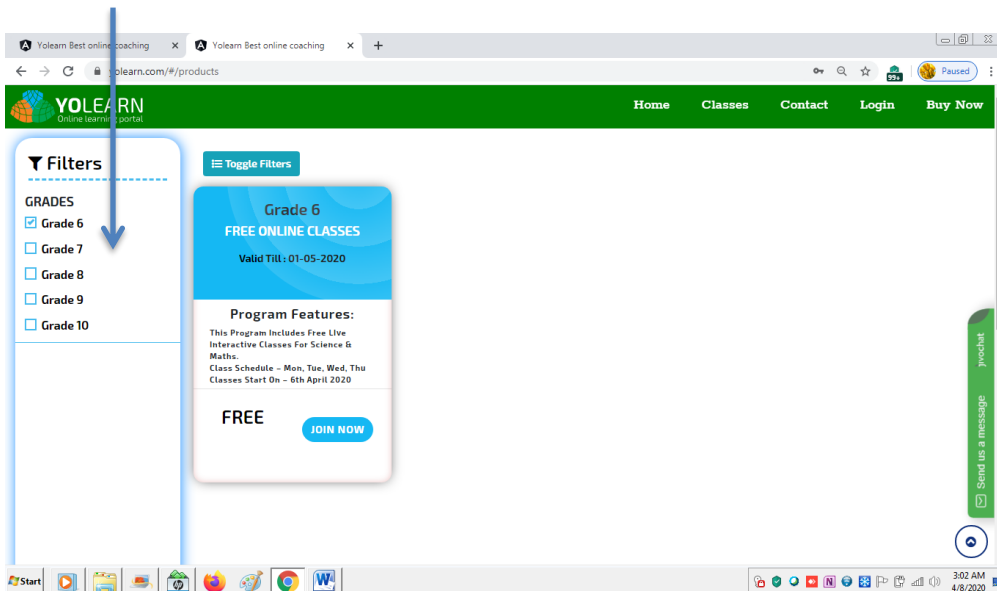 Yolearn Best online coaching
Yolearn Best online coaching
yolearn.com/#/products
99+
Paused
YOLEARN
Online learning portal
Home
Classes
Contact
Login
Buy Now
Filters
GRADES
Grade 6
Grade 7
Grade 8
Grade 9
Grade 10
Toggle Filters
Grade 6
FREE ONLINE CLASSES
Valid Till : 01-05-2020
Program Features:
This Program Includes Free Live
Interactive Classes For Science &
Maths.
Class Schedule – Mon, Tue, Wed, Thu
Classes Start On – 6th April 2020
FREE
JOIN NOW
Send us a message
jivochat
Start
3:02 AM
4/8/2020